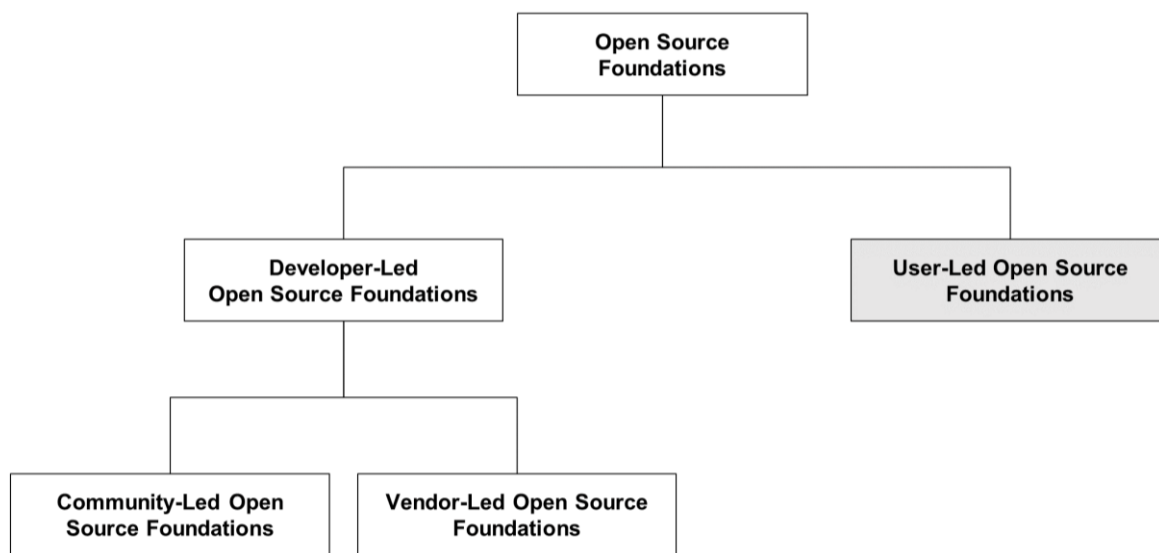 Open Source
Foundations
Developer-Led
Open Source Foundations
User-Led Open Source
Foundations
Community-Led Open
Source Foundations
Vendor-Led Open Source
Foundations